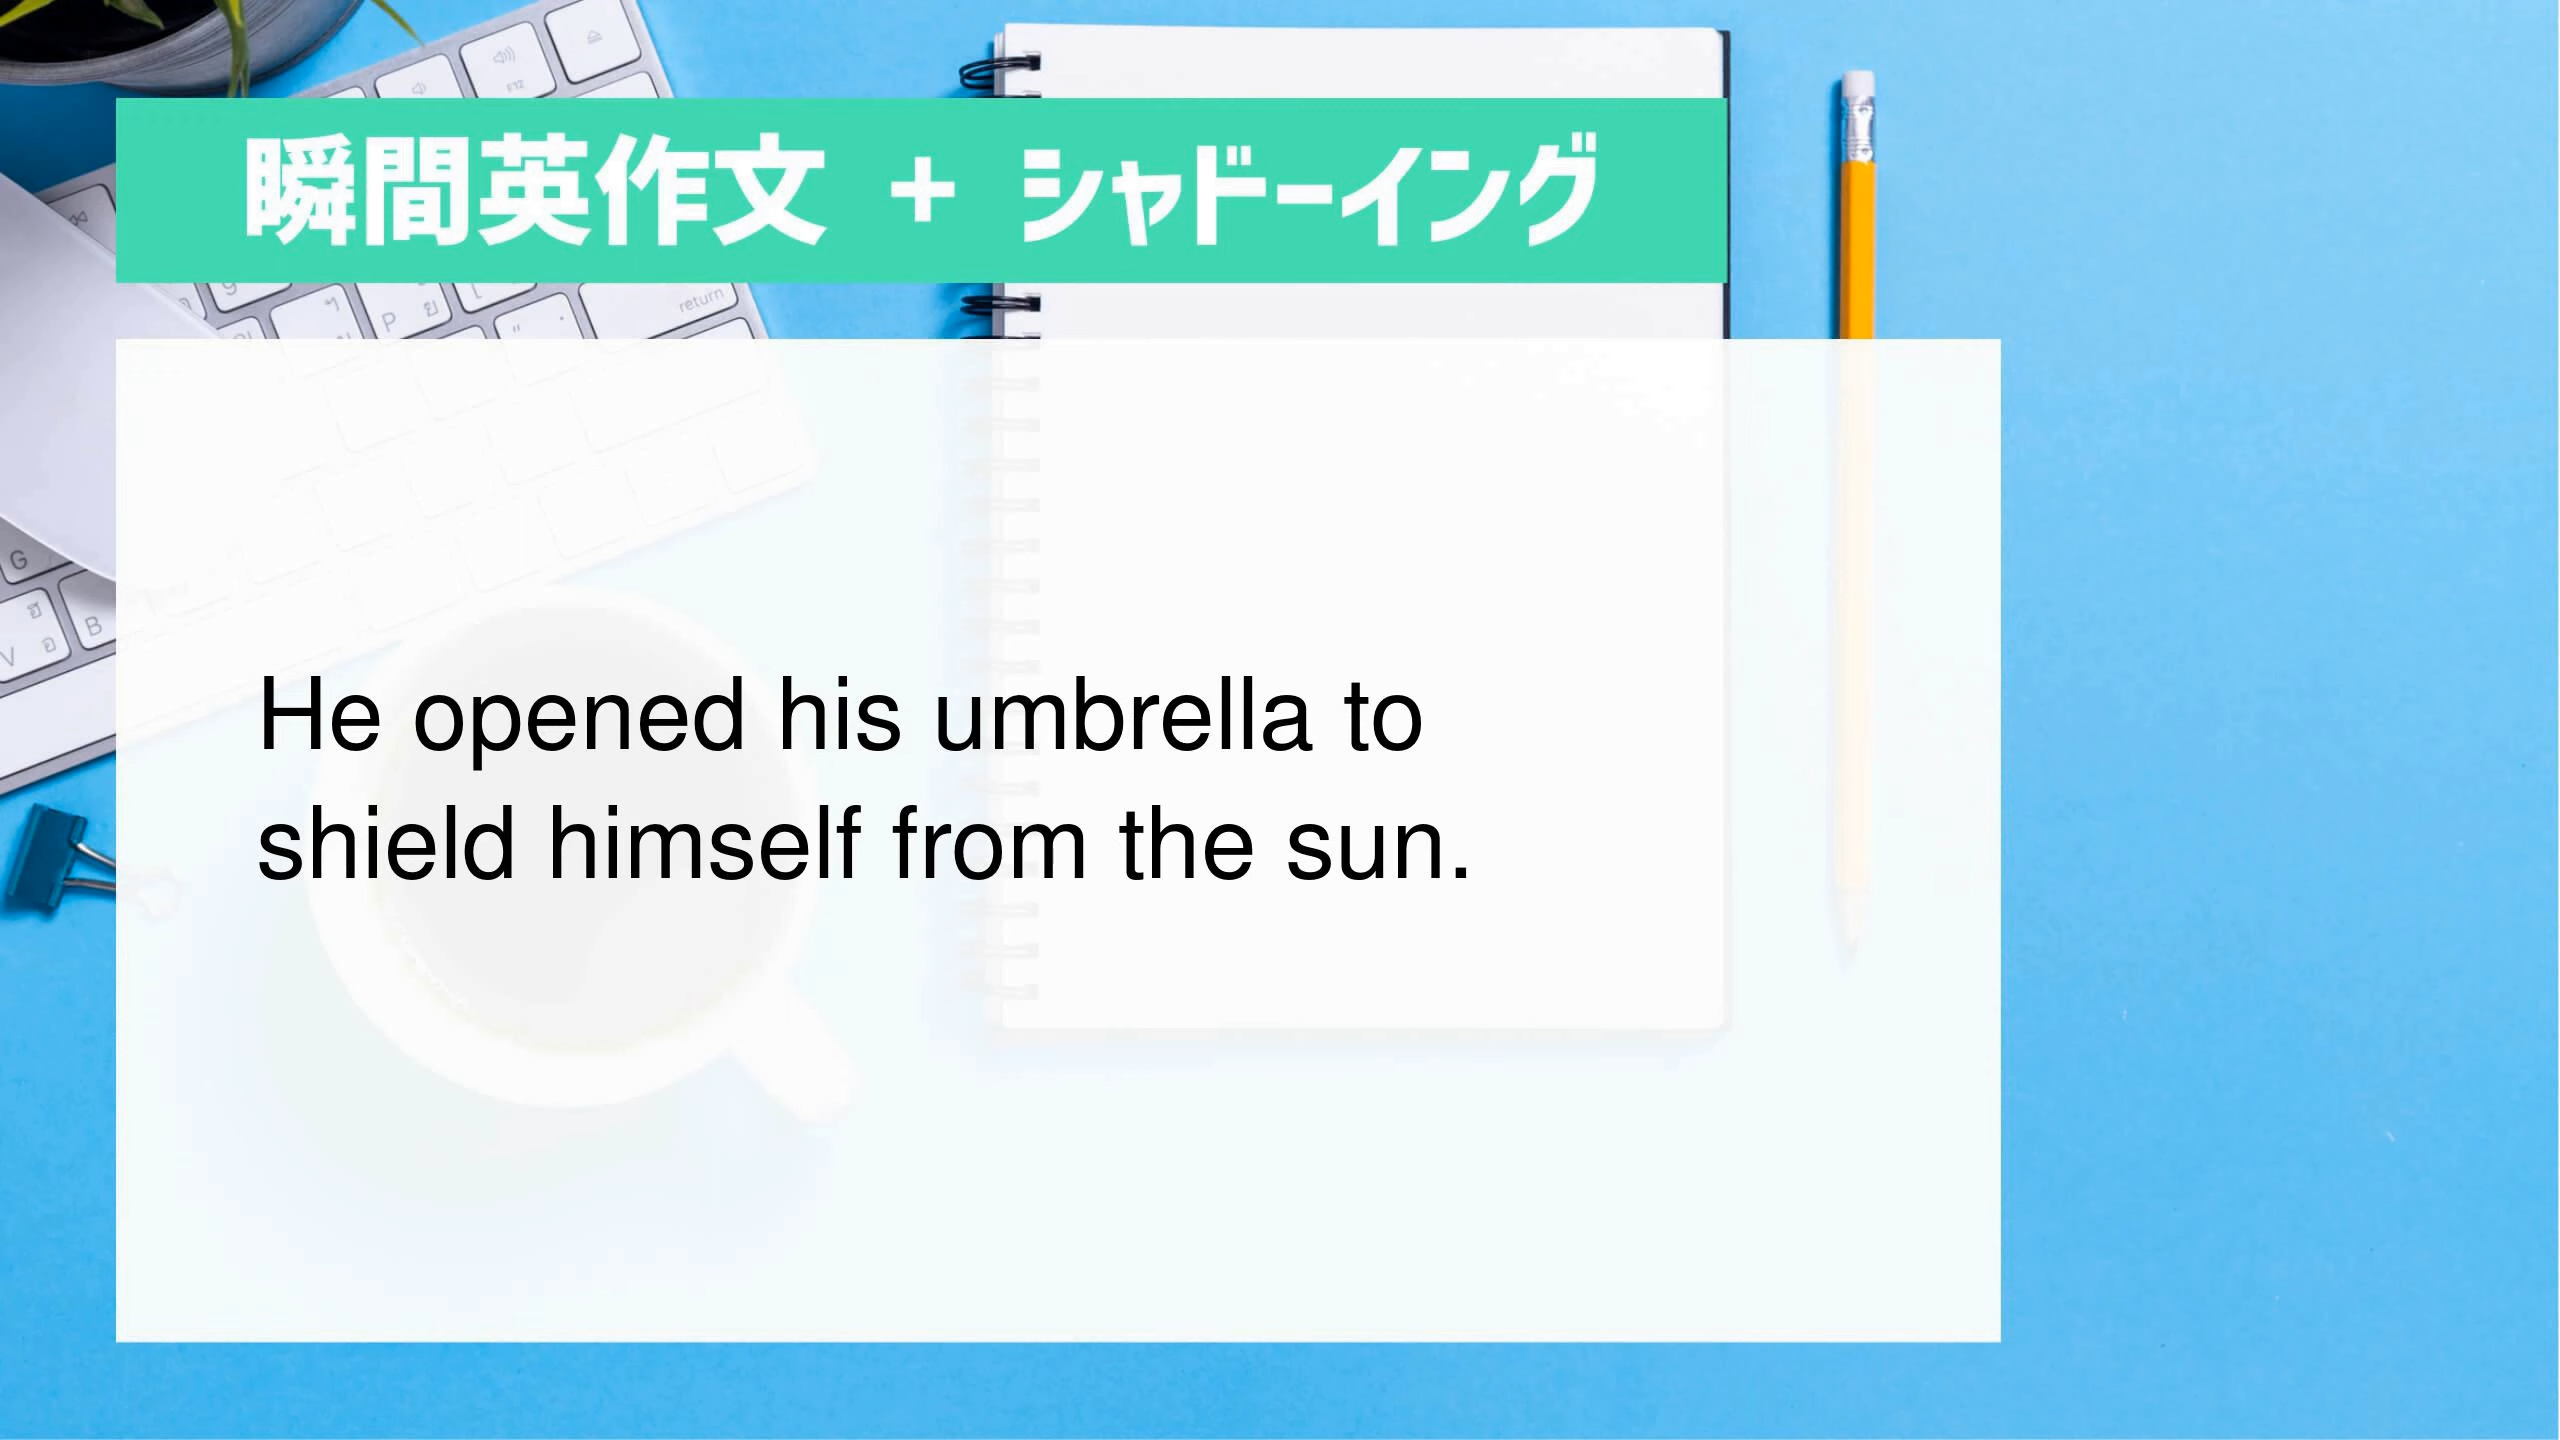 瞬間英作文 + シャドーイング
He opened his umbrella to
shield himself from the sun.